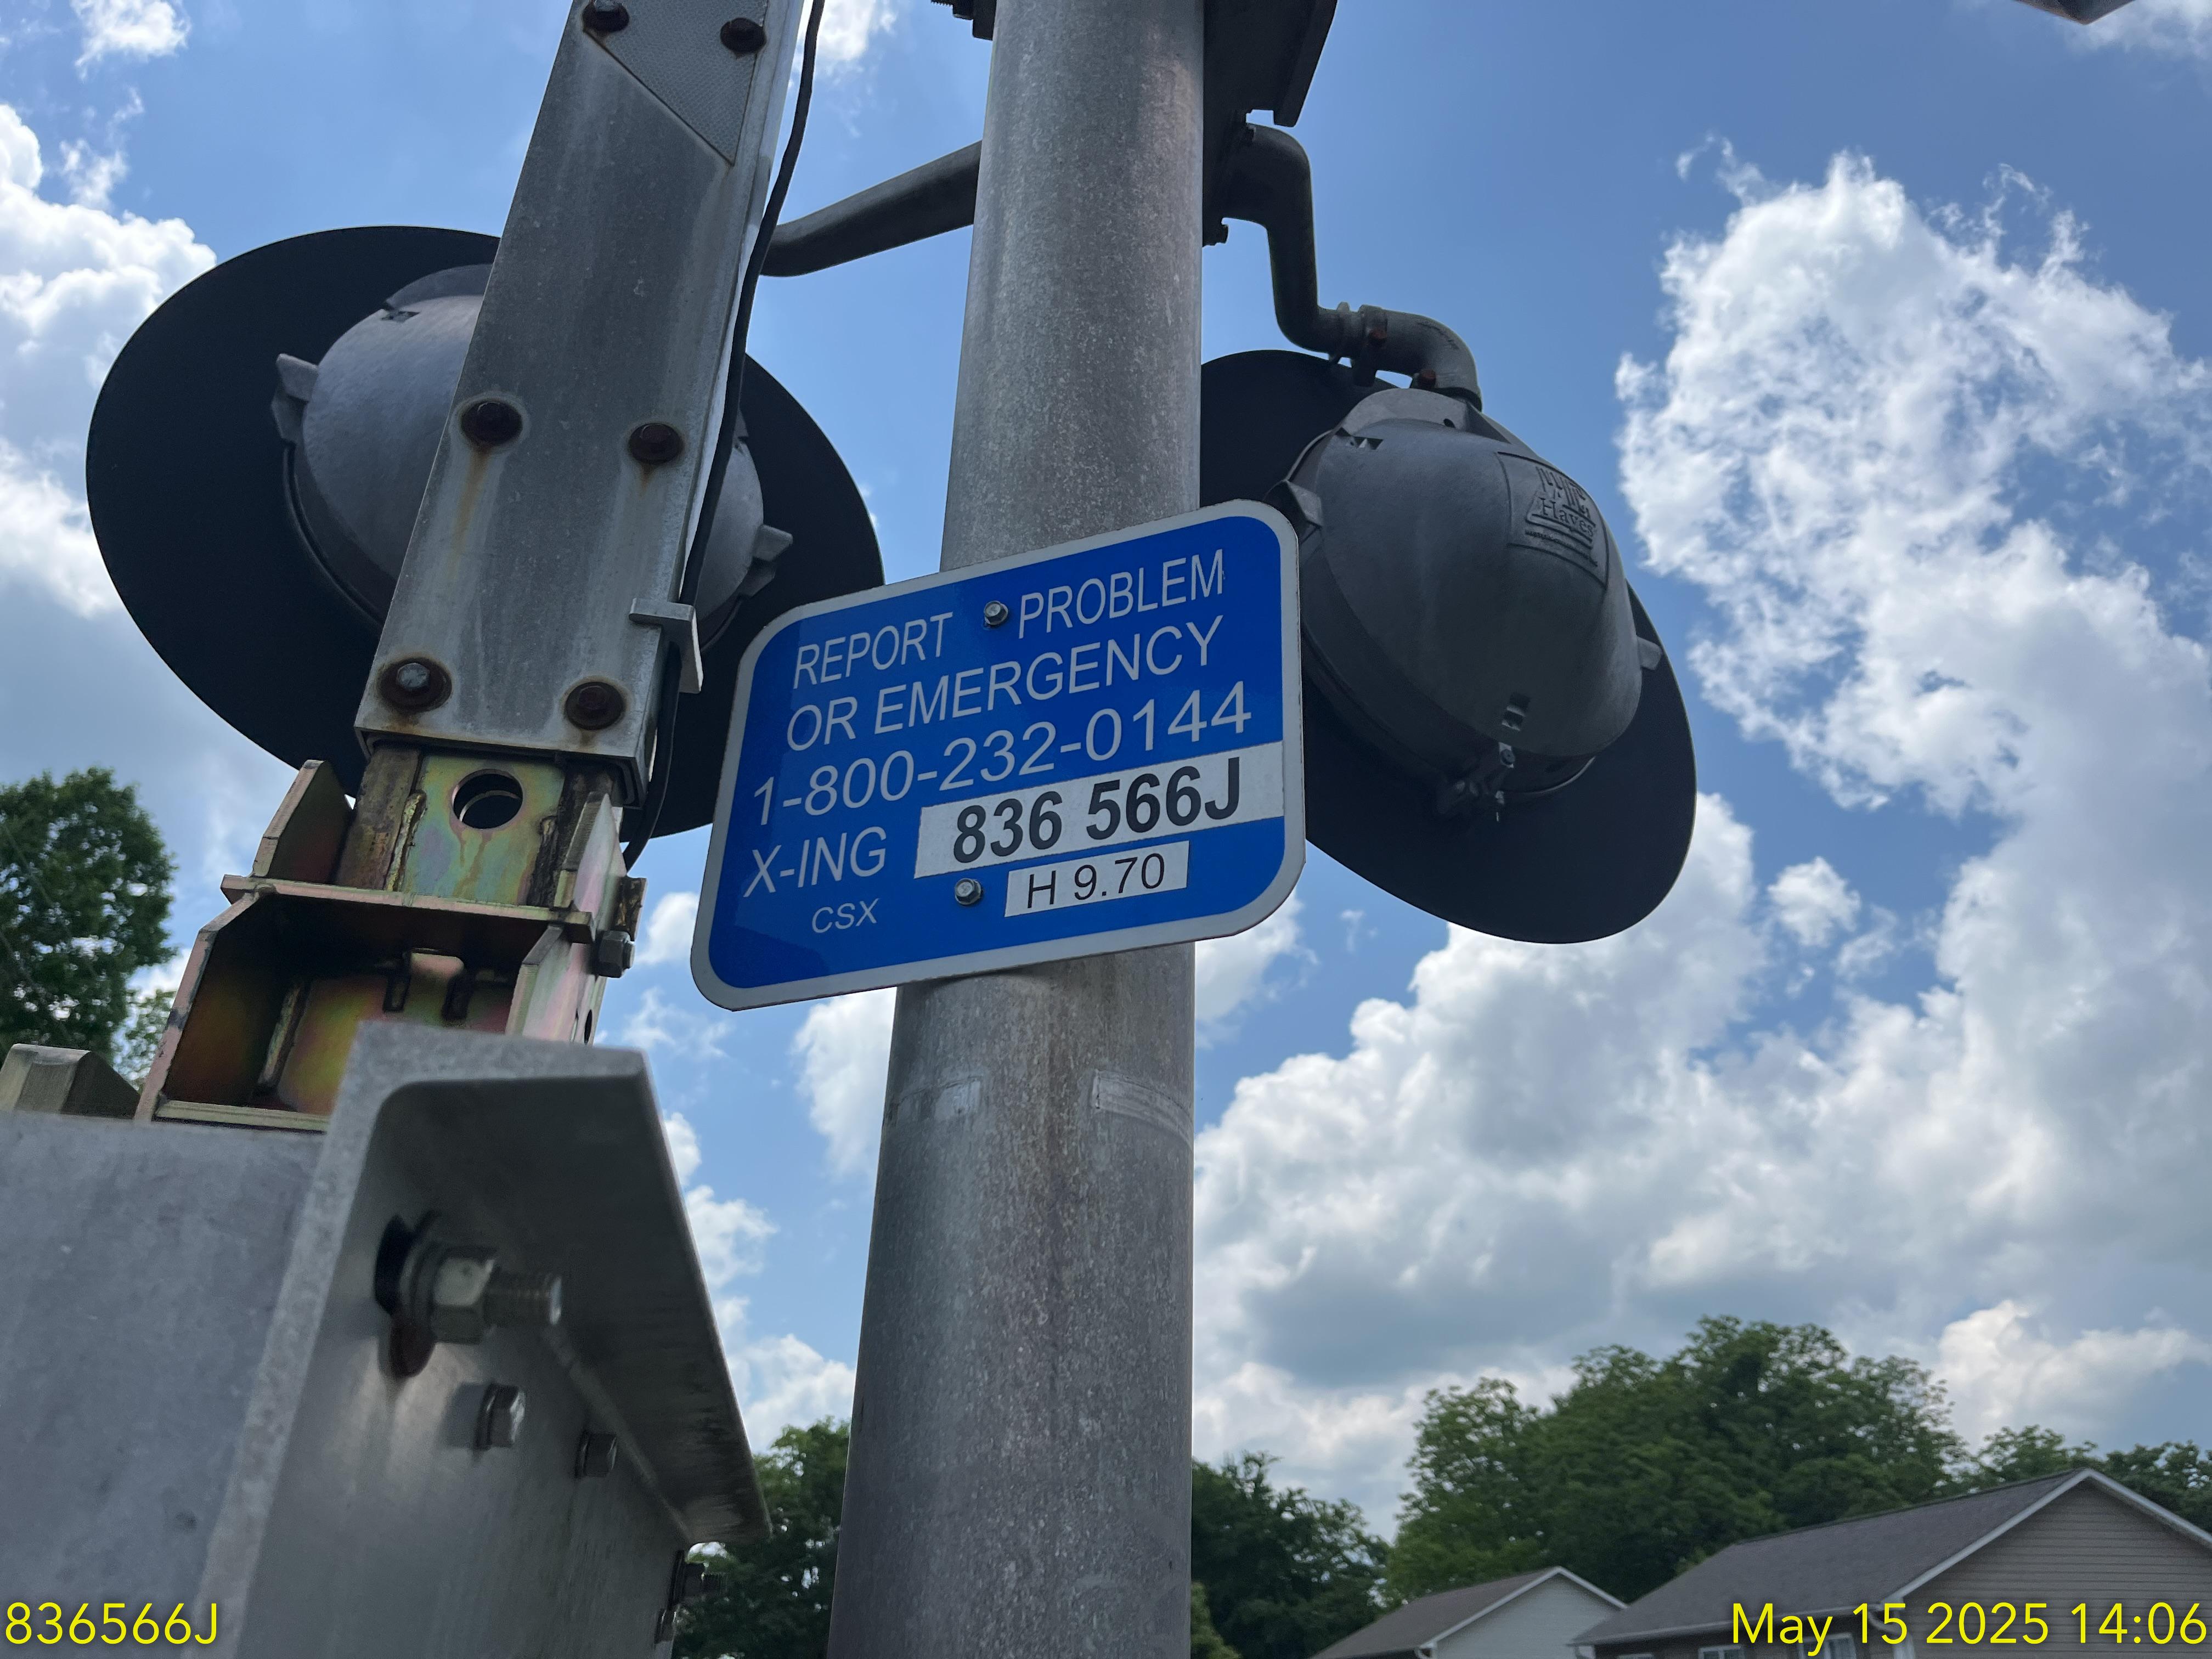 REPORT PROBLEM
OR EMERGENCY
1-800-232-0144
X-ING 836 566J
CSX H 9.70
Hayes
836566J
May 15 2025 14:06